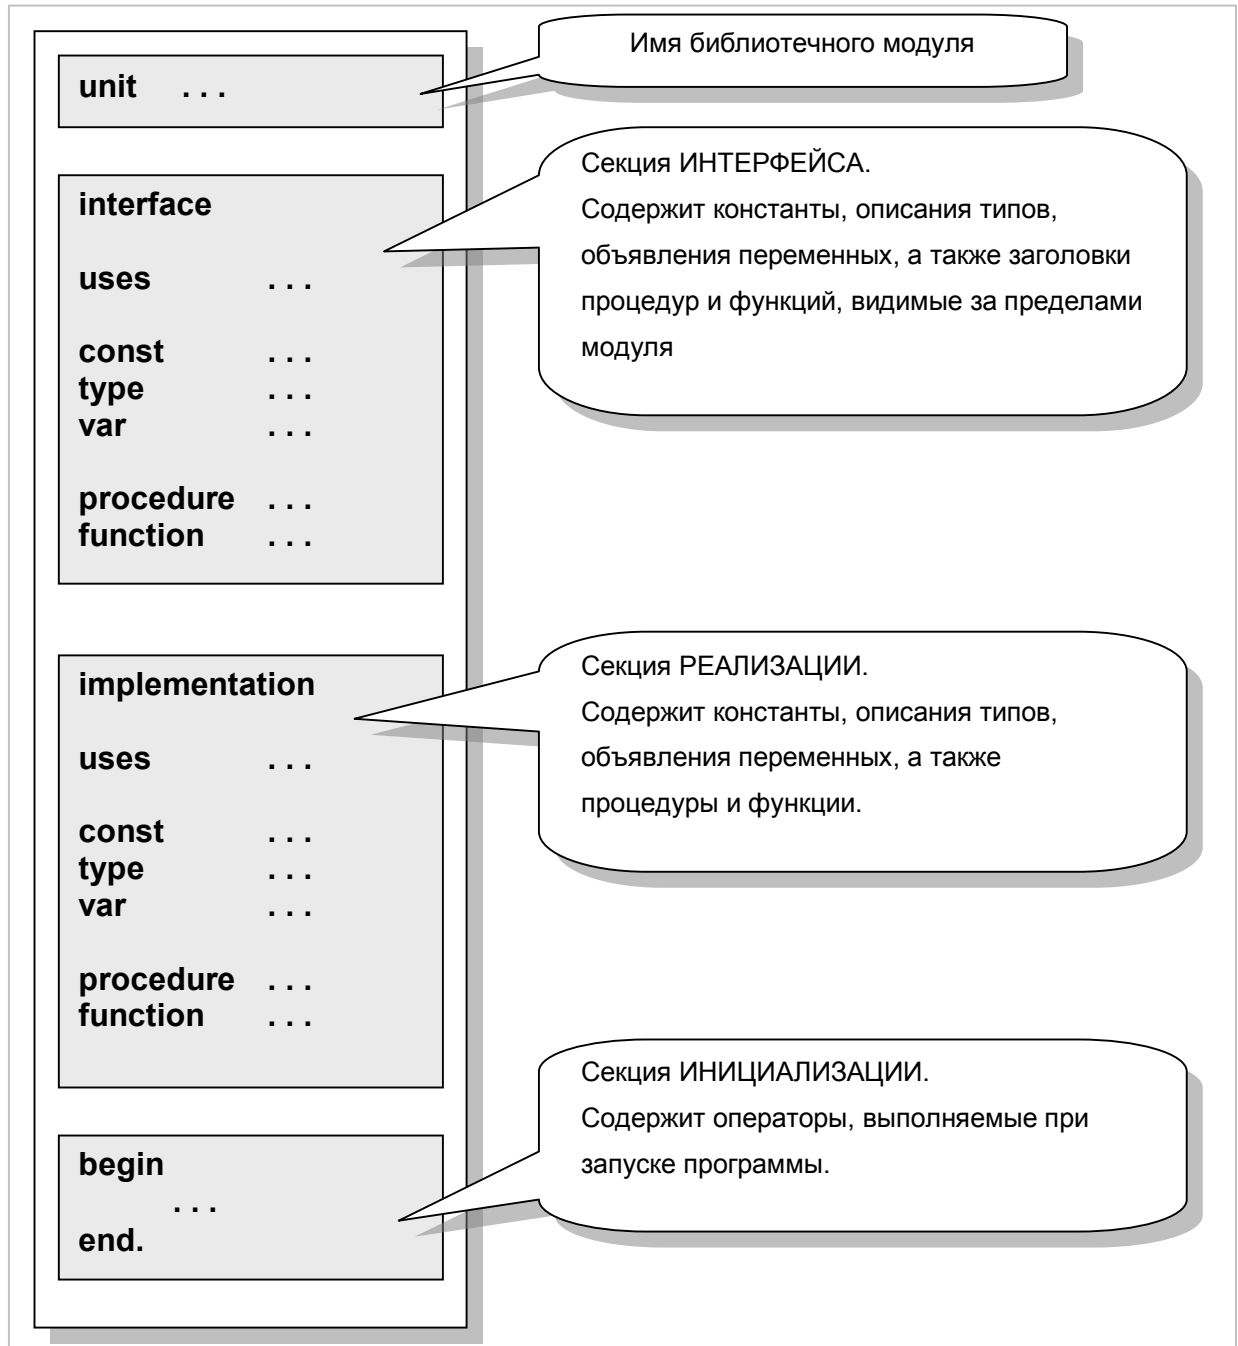 unit . . .
Имя библиотечного модуля
interface
uses . . .
const . . .
type . . .
var . . .
procedure . . .
function . . .
Секция ИНТЕРФЕЙСА.
Содержит константы, описания типов,
объявления переменных, а также заголовки
процедур и функций, видимые за пределами
модуля
implementation
uses . . .
const . . .
type . . .
var . . .
procedure . . .
function . . .
Секция РЕАЛИЗАЦИИ.
Содержит константы, описания типов,
объявления переменных, а также
процедуры и функции.
begin
. . .
end.
Секция ИНИЦИАЛИЗАЦИИ.
Содержит операторы, выполняемые при
запуске программы.